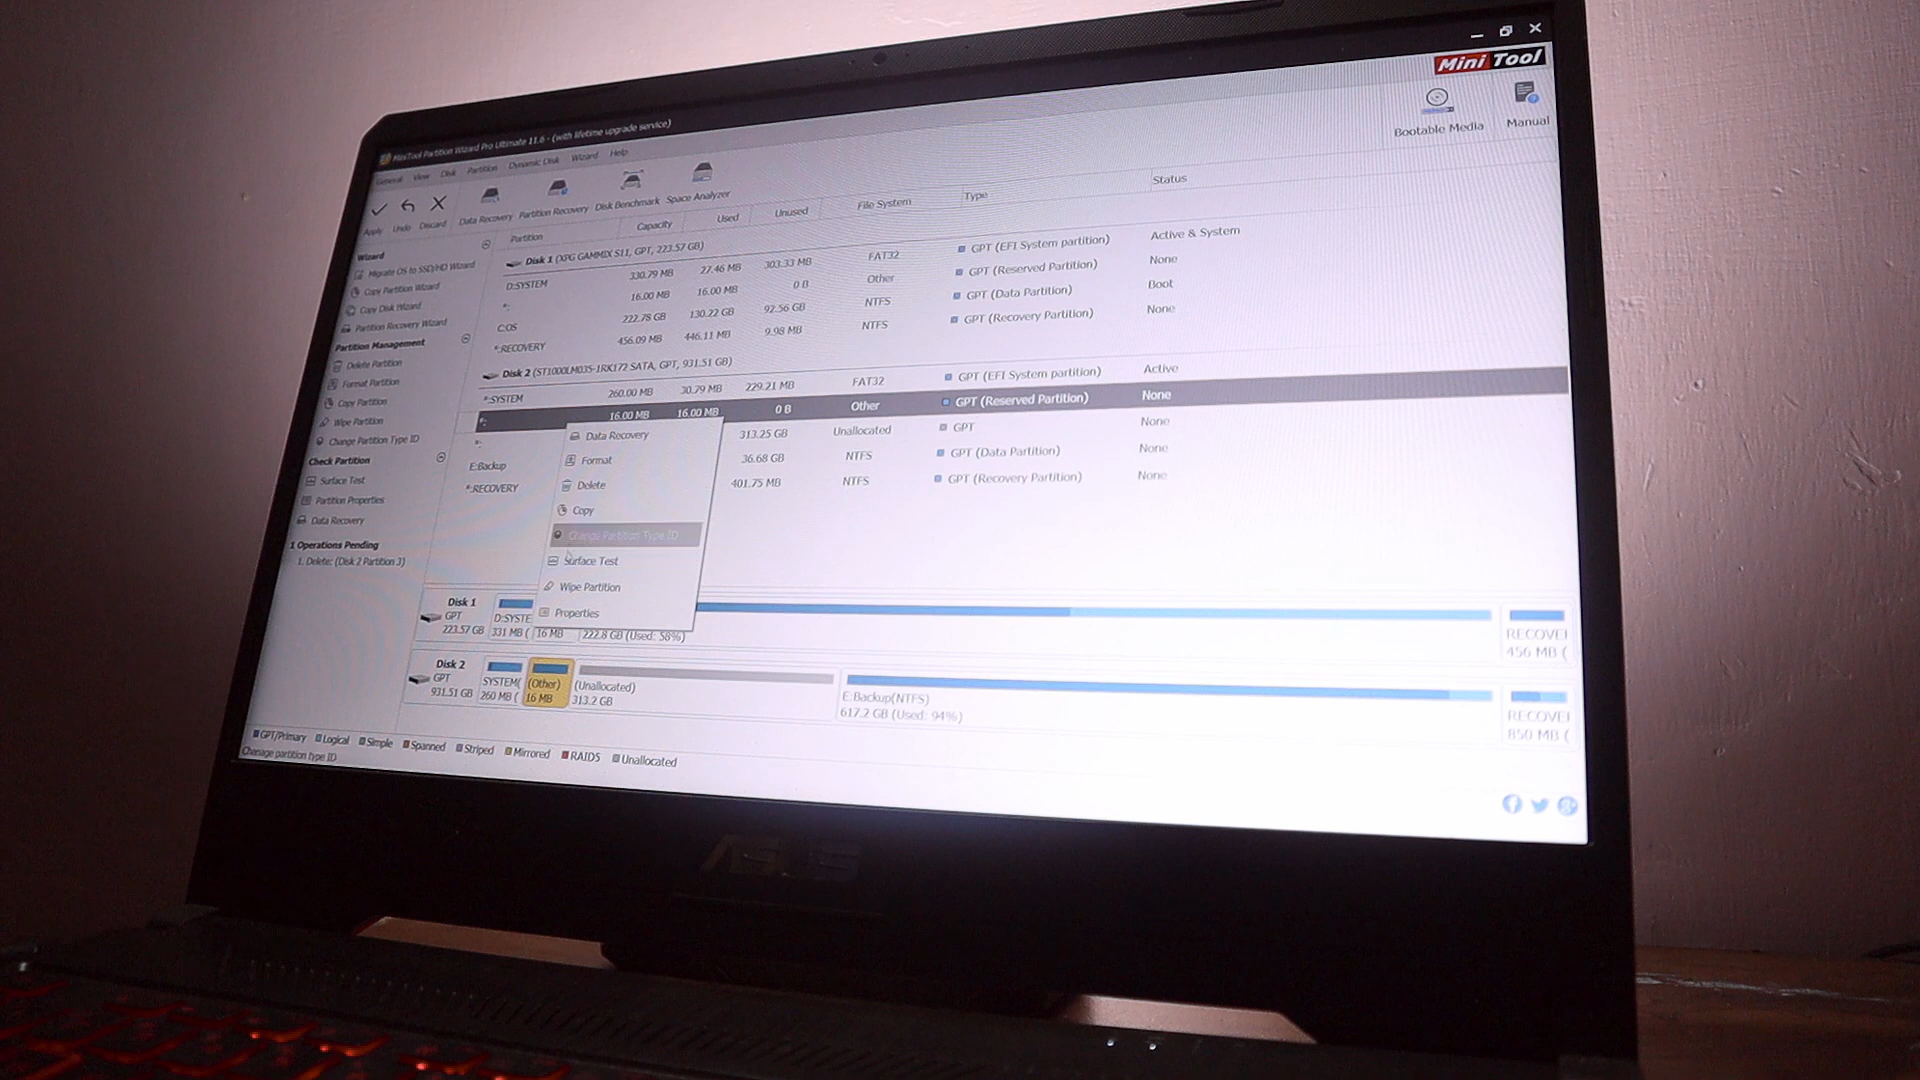 MiniTool Partition Wizard Pro Ultimate 11.6 - (with lifetime upgrade service)
Mini Tool
General View Disk Partition Dynamic Disk Wizard Help
Apply Undo Discard Data Recovery Partition Recovery Disk Benchmark Space Analyzer Bootable Media Manual
Partition Capacity Used Unused File System Type Status
Disk 1 (XPG GAMMIX S11, GPT, 223.57 GB)
D:SYSTEM 330.79 MB 27.46 MB 303.33 MB FAT32 GPT (EFI System partition) Active & System
*: 16.00 MB 16.00 MB 0 B Other GPT (Reserved Partition) None
C:OS 222.78 GB 130.22 GB 92.56 GB NTFS GPT (Data Partition) Boot
*:RECOVERY 456.09 MB 446.11 MB 9.98 MB NTFS GPT (Recovery Partition) None
Disk 2 (ST1000LM035-1RK172 SATA, GPT, 931.51 GB)
*:SYSTEM 260.00 MB 30.79 MB 229.21 MB FAT32 GPT (EFI System partition) Active
*: 16.00 MB 16.00 MB 0 B Other GPT (Reserved Partition) None
*: 313.25 GB Unallocated GPT None
E:Backup 36.68 GB NTFS GPT (Data Partition) None
*:RECOVERY 401.75 MB NTFS GPT (Recovery Partition) None
Wizard
Migrate OS to SSD/HD Wizard
Copy Partition Wizard
Copy Disk Wizard
Partition Recovery Wizard
Partition Management
Delete Partition
Format Partition
Copy Partition
Wipe Partition
Change Partition Type ID
Check Partition
Surface Test
Partition Properties
Data Recovery
1 Operations Pending
1. Delete: (Disk 2 Partition 3)
Data Recovery
Format
Delete
Copy
Change Partition Type ID
Surface Test
Wipe Partition
Properties
Disk 1
GPT
223.57 GB
D:SYSTE
331 MB (
16 MB
222.8 GB (Used: 58%)
RECOVEI
456 MB (
Disk 2
GPT
931.51 GB
SYSTEM(
260 MB (
(Other)
16 MB
(Unallocated)
313.2 GB
E:Backup(NTFS)
617.2 GB (Used: 94%)
RECOVEI
850 MB (
GPT/Primary Logical Simple Spanned Striped Mirrored RAID5 Unallocated
Chenage partition type ID
ASUS